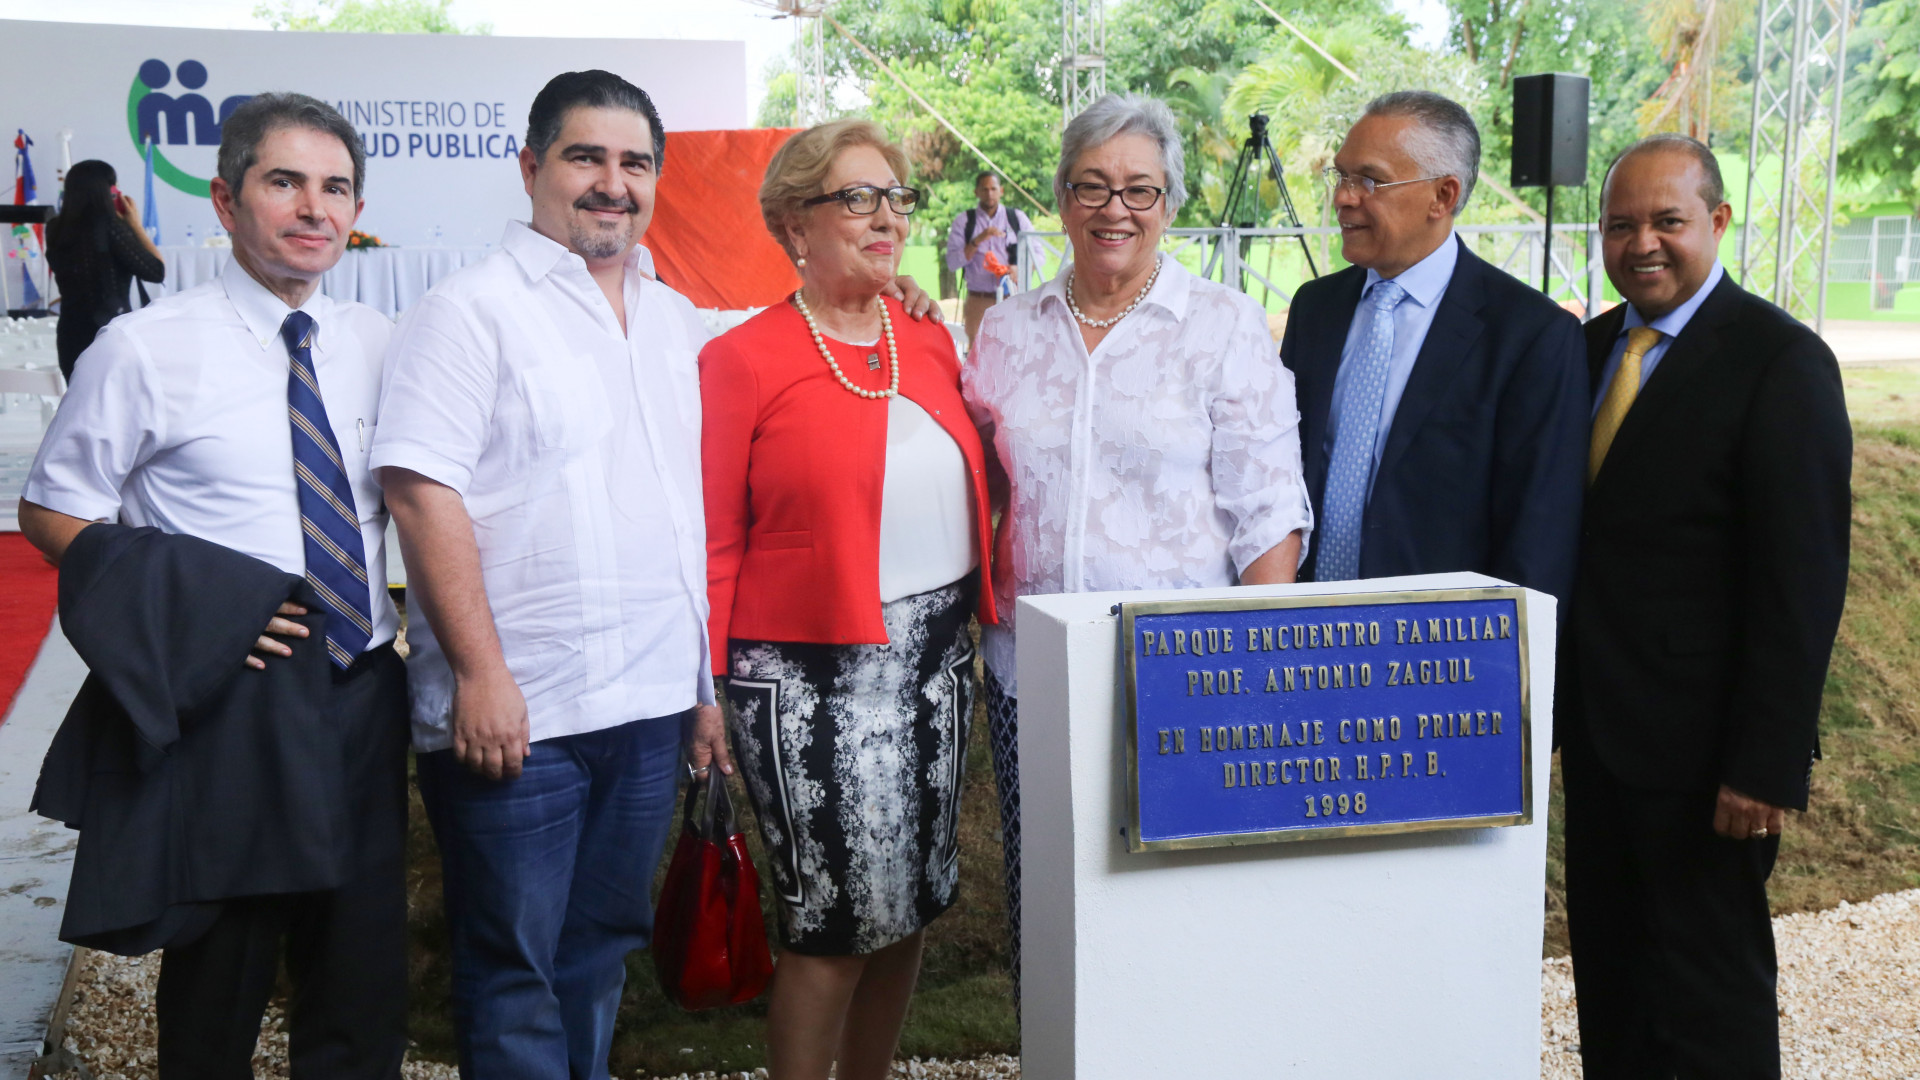 MINISTERIO DE
UD PUBLICA
PARQUE ENCUENTRO FAMILIAR
PROF. ANTONIO ZAGLUL
EN HOMENAJE COMO PRIMER
DIRECTOR.H,P.P.B.
1998